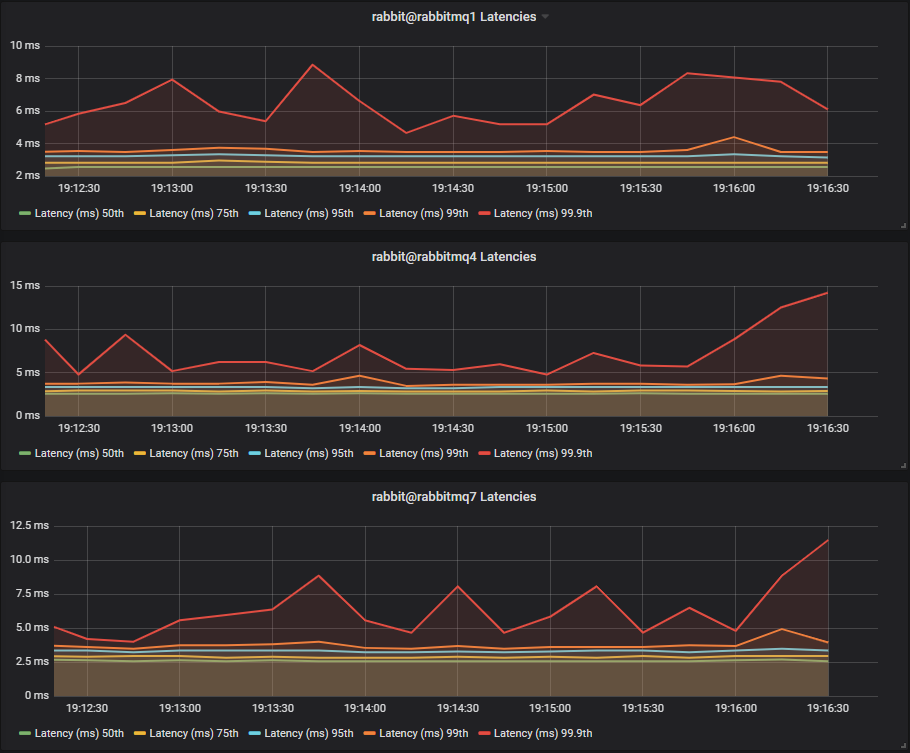 rabbit@rabbitmq1 Latencies
10 ms
8 ms
6 ms
4 ms
2 ms
19:12:30 19:13:00 19:13:30 19:14:00 19:14:30 19:15:00 19:15:30 19:16:00 19:16:30
Latency (ms) 50th Latency (ms) 75th Latency (ms) 95th Latency (ms) 99th Latency (ms) 99.9th
rabbit@rabbitmq4 Latencies
15 ms
10 ms
5 ms
0 ms
19:12:30 19:13:00 19:13:30 19:14:00 19:14:30 19:15:00 19:15:30 19:16:00 19:16:30
Latency (ms) 50th Latency (ms) 75th Latency (ms) 95th Latency (ms) 99th Latency (ms) 99.9th
rabbit@rabbitmq7 Latencies
12.5 ms
10.0 ms
7.5 ms
5.0 ms
2.5 ms
0 ms
19:12:30 19:13:00 19:13:30 19:14:00 19:14:30 19:15:00 19:15:30 19:16:00 19:16:30
Latency (ms) 50th Latency (ms) 75th Latency (ms) 95th Latency (ms) 99th Latency (ms) 99.9th